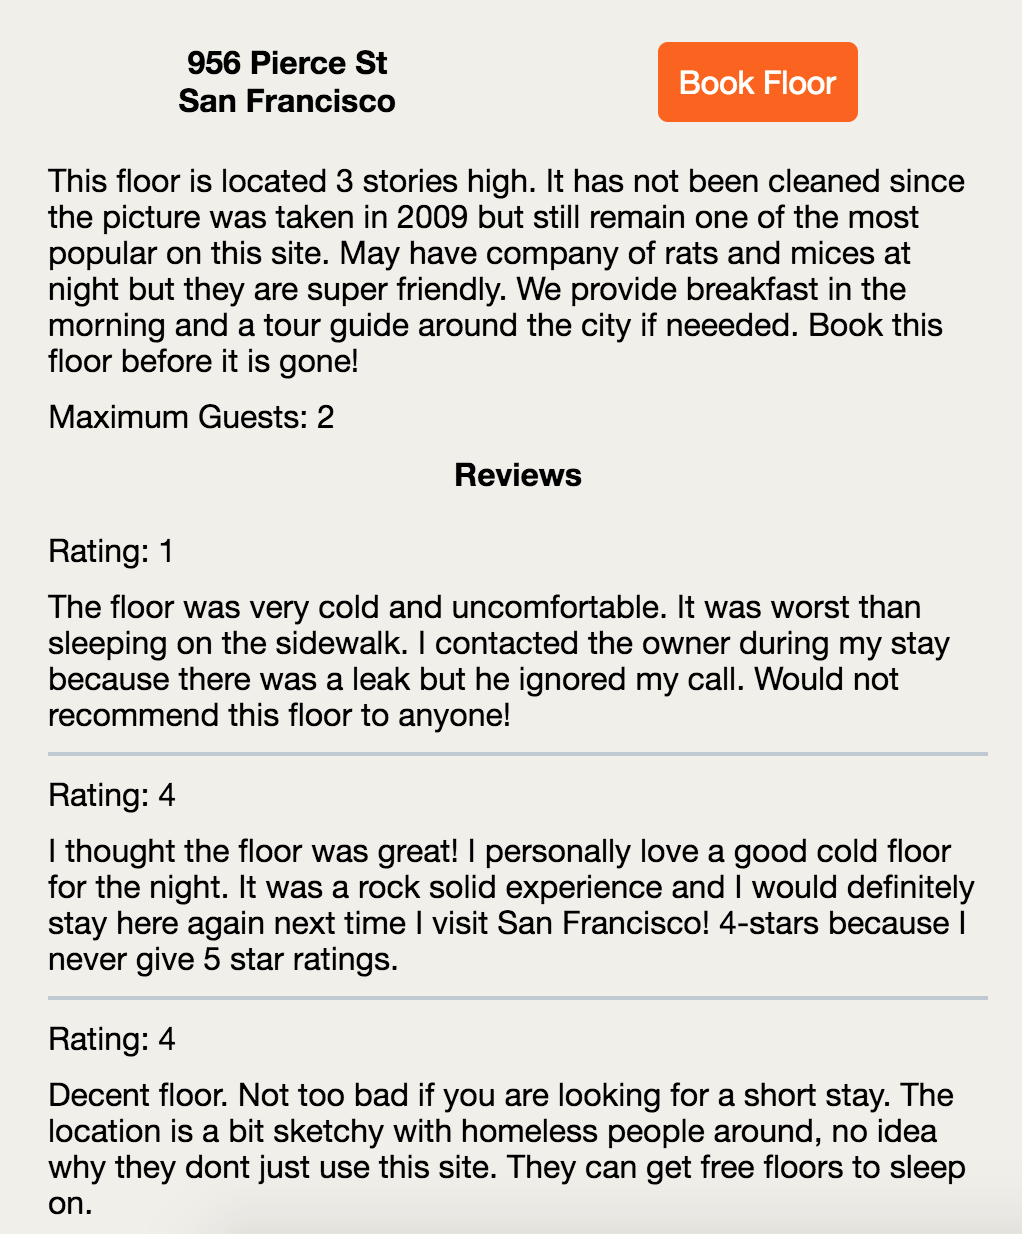 956 Pierce St
San Francisco
Book Floor
This floor is located 3 stories high. It has not been cleaned since
the picture was taken in 2009 but still remain one of the most
popular on this site. May have company of rats and mices at
night but they are super friendly. We provide breakfast in the
morning and a tour guide around the city if neeeded. Book this
floor before it is gone!
Maximum Guests: 2
Reviews
Rating: 1
The floor was very cold and uncomfortable. It was worst than
sleeping on the sidewalk. I contacted the owner during my stay
because there was a leak but he ignored my call. Would not
recommend this floor to anyone!
Rating: 4
I thought the floor was great! I personally love a good cold floor
for the night. It was a rock solid experience and I would definitely
stay here again next time I visit San Francisco! 4-stars because I
never give 5 star ratings.
Rating: 4
Decent floor. Not too bad if you are looking for a short stay. The
location is a bit sketchy with homeless people around, no idea
why they dont just use this site. They can get free floors to sleep
on.